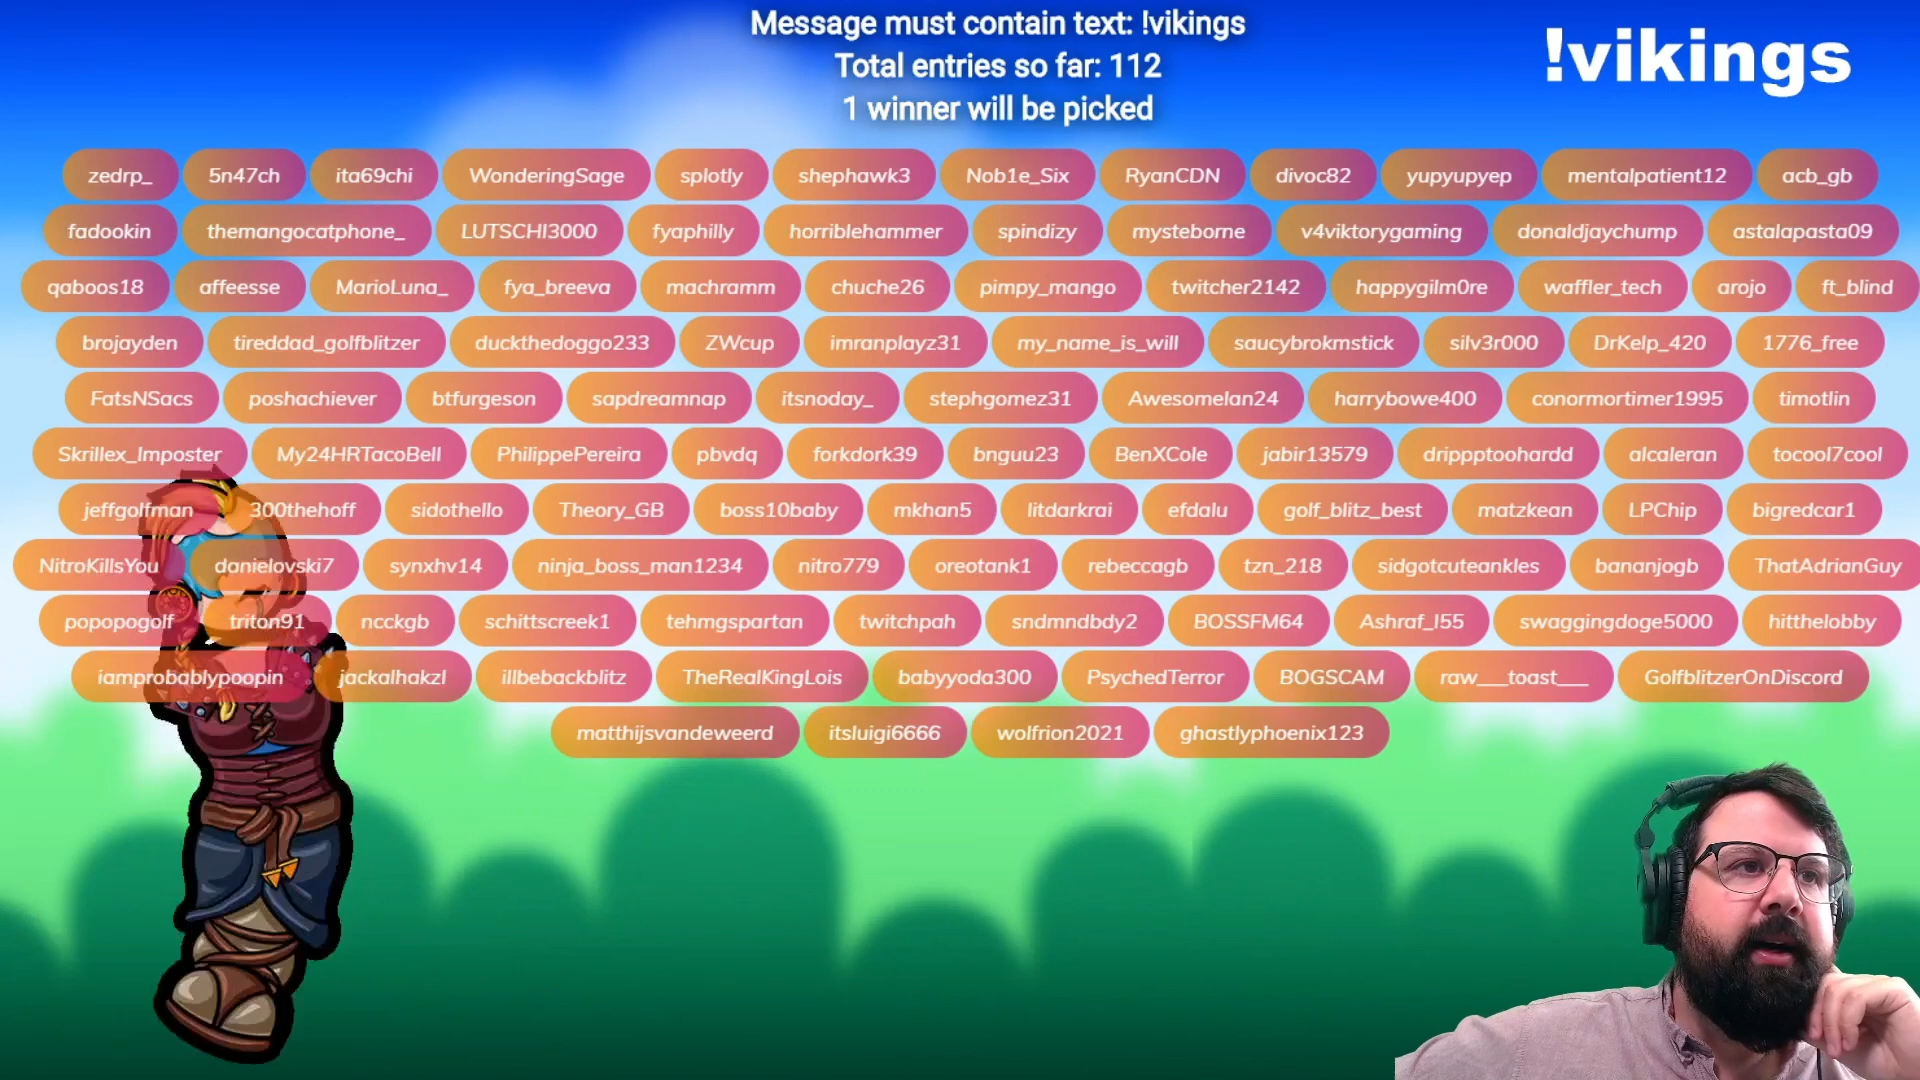 Message must contain text: !vikings
Total entries so far: 112
1 winner will be picked
!vikings
zedrp_ 5n47ch ita69chi WonderingSage splotly shephawk3 Nob1e_Six RyanCDN divoc82 yupyupyep mentalpatient12 acb_gb
fadookin themangocatphone_ LUTSCHI3000 fyaphilly horriblehammer spindizy mysteborne v4viktorygaming donaldjaychump astalapasta09
qaboos18 affeesse MarioLuna_ fya_breeva machramm chuche26 pimpy_mango twitcher2142 happygilm0re waffler_tech arojo ft_blind
brojayden tireddad_golfblitzer duckthedoggo233 ZWcup imranplayz31 my_name_is_will saucybrokmstick silv3r000 DrKelp_420 1776_free
FatsNSacs poshachiever btfurgeson sapdreamnap itsnoday_ stephgomez31 Awesomelan24 harrybowe400 conormortimer1995 timotlin
Skrillex_Imposter My24HRTacoBell PhilippePereira pbvdq forkdork39 bnguu23 BenXCole jabir13579 drippptoohardd alcaleran tocool7cool
jeffgolfman 300thehoff sidothello Theory_GB boss10baby mkhan5 litdarkrai efdalu golf_blitz_best matzkean LPChip bigredcar1
NitroKillsYou danielovski7 synxhv14 ninja_boss_man1234 nitro779 oreotank1 rebeccagb tzn_218 sidgotcuteankles bananjogb ThatAdrianGuy
popopogolf triton91 ncckgb schittscreek1 tehmgspartan twitchpah sndmndbdy2 BOSSFM64 Ashraf_l55 swaggingdoge5000 hitthelobby
iamprobablypoopin jackalhakzl illbebackblitz TheRealKingLois babyyoda300 PsychedTerror BOGSCAM raw___toast___ GolfblitzerOnDiscord
matthijsvandeweerd itsluigi6666 wolfrion2021 ghastlyphoenix123